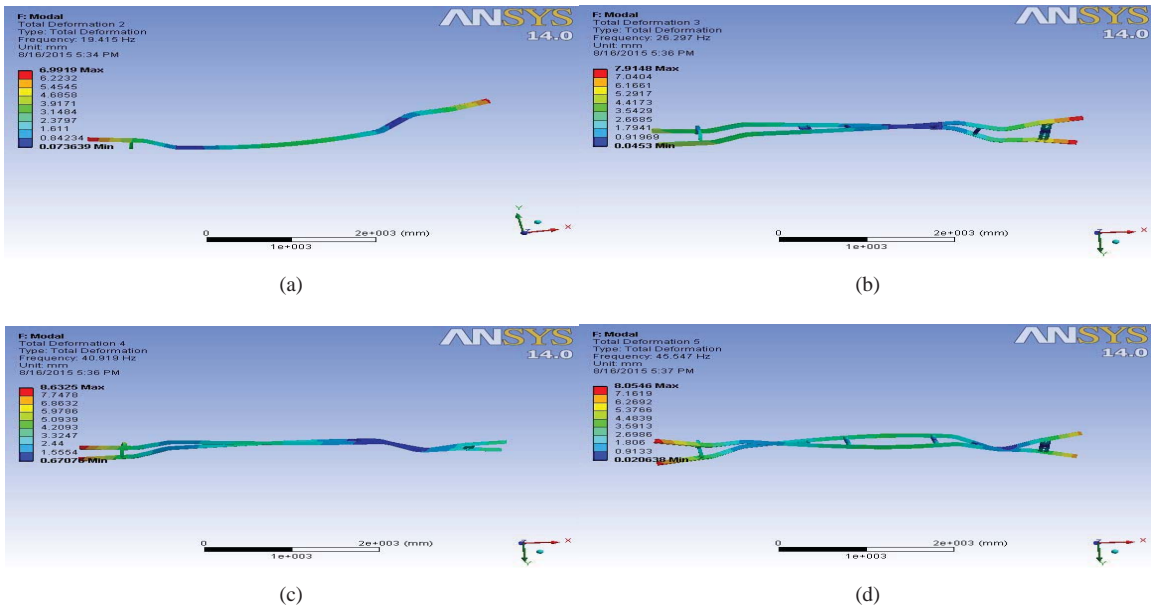 F: Modal
Total Deformation 2
Type: Total Deformation
Frequency: 19.415 Hz
Unit: mm
8/16/2015 5:34 PM
6.9919 Max
6.2232
5.4545
4.6858
3.9171
3.1484
2.3797
1.611
0.84234
0.073639 Min
ANSYS
14.0
Y
X
0
2e+003 (mm)
1e+003
(a)
F: Modal
Total Deformation 3
Type: Total Deformation
Frequency: 26.297 Hz
Unit: mm
8/16/2015 5:36 PM
7.9148 Max
7.0404
6.1661
5.2917
4.4173
3.5429
2.6685
1.7941
0.91969
0.0453 Min
ANSYS
14.0
Z
X
Y
0
2e+003 (mm)
1e+003
(b)
F: Modal
Total Deformation 4
Type: Total Deformation
Frequency: 40.919 Hz
Unit: mm
8/16/2015 5:36 PM
8.6325 Max
7.7478
6.8632
5.9786
5.0939
4.2093
3.3247
2.44
1.5554
0.67078 Min
ANSYS
14.0
Z
X
Y
0
2e+003 (mm)
1e+003
(c)
F: Modal
Total Deformation 5
Type: Total Deformation
Frequency: 45.547 Hz
Unit: mm
8/16/2015 5:37 PM
8.0546 Max
7.1619
6.2692
5.3766
4.4839
3.5913
2.6986
1.806
0.9133
0.020638 Min
ANSYS
14.0
Z
X
Y
0
2e+003 (mm)
1e+003
(d)